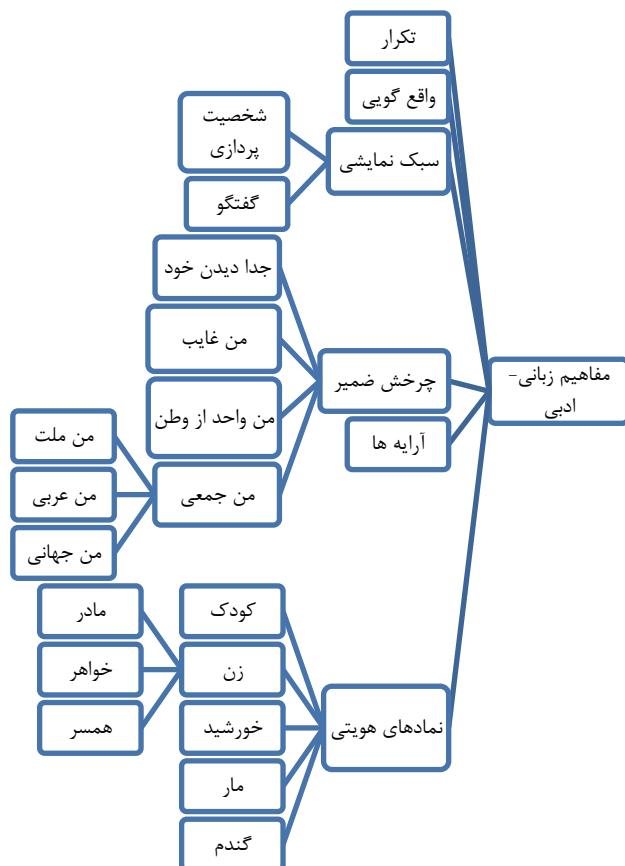 مفاهیم زبانی-
ادبی
تکرار
واقع گویی
سبک نمایشی
شخصیت
پردازی
گفتگو
چرخش ضمیر
جدا دیدن خود
من غایب
من واحد از وطن
من جمعی
من ملت
من عربی
من جهانی
آرایه ها
نمادهای هویتی
کودک
زن
مادر
خواهر
همسر
خورشید
مار
گندم